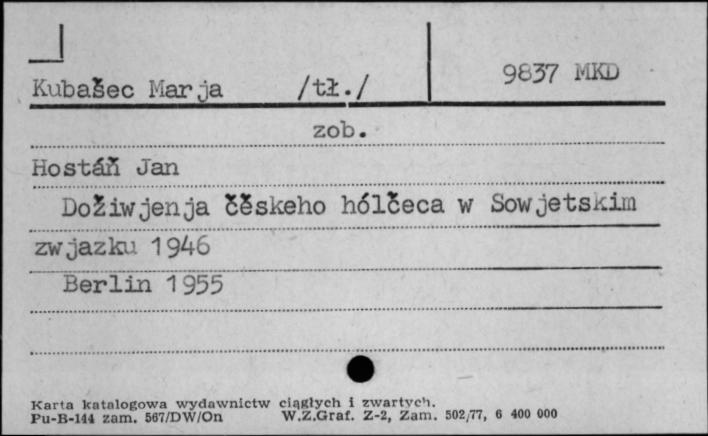 Kubašec Marja /tł./ 9837 MKD
zob.
Hostáň Jan
Dožiwjenja čěskeho hólčeca w Sowjetskim
zwjazku 1946
Berlin 1955
Karta katalogowa wydawnictw ciągłych i zwartych.
Pu-B-144 zam. 567/DW/On W.Z.Graf. Z-2, Zam. 502/77, 6 400 000